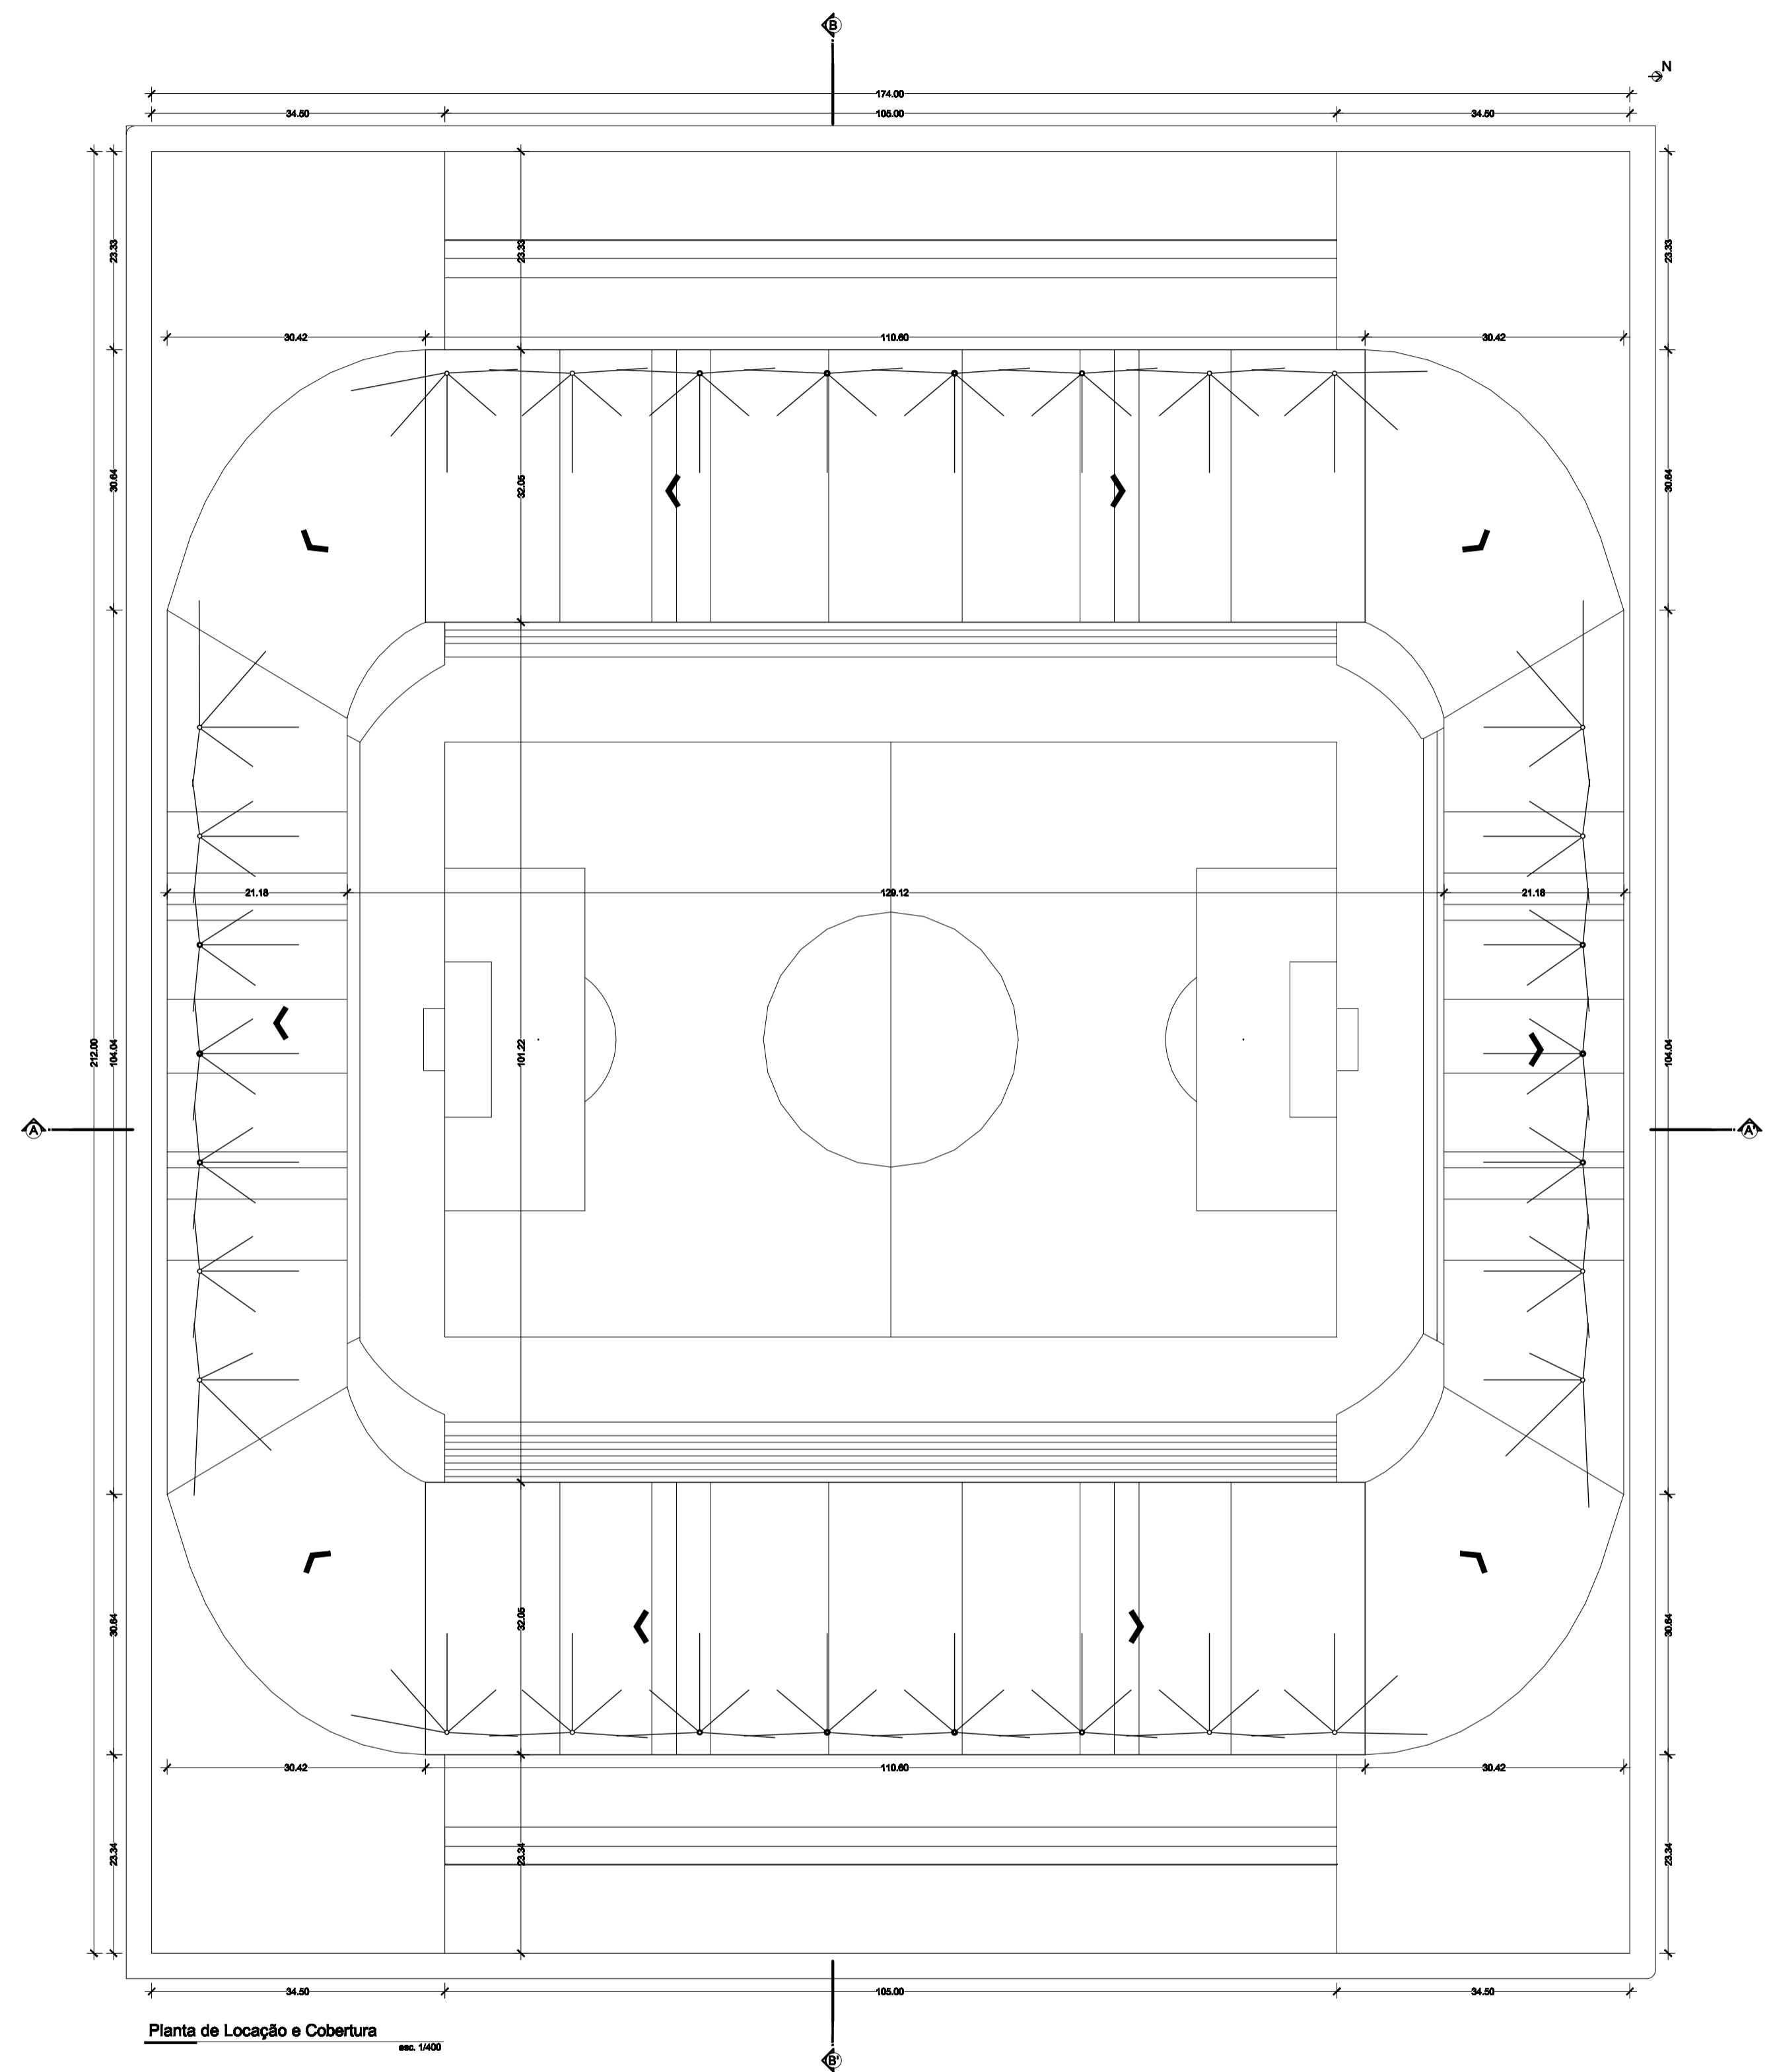 B
N
174.00
34.50 105.00 34.50
23.33 23.33 23.33
30.42 110.60 30.42
30.64 32.05 30.64
21.18 129.12 21.18
212.00 104.04 101.22 104.04
A A'
30.64 32.05 30.64
30.42 110.60 30.42
23.34 23.34 23.34
34.50 105.00 34.50
Planta de Locação e Cobertura
esc. 1/400
B'